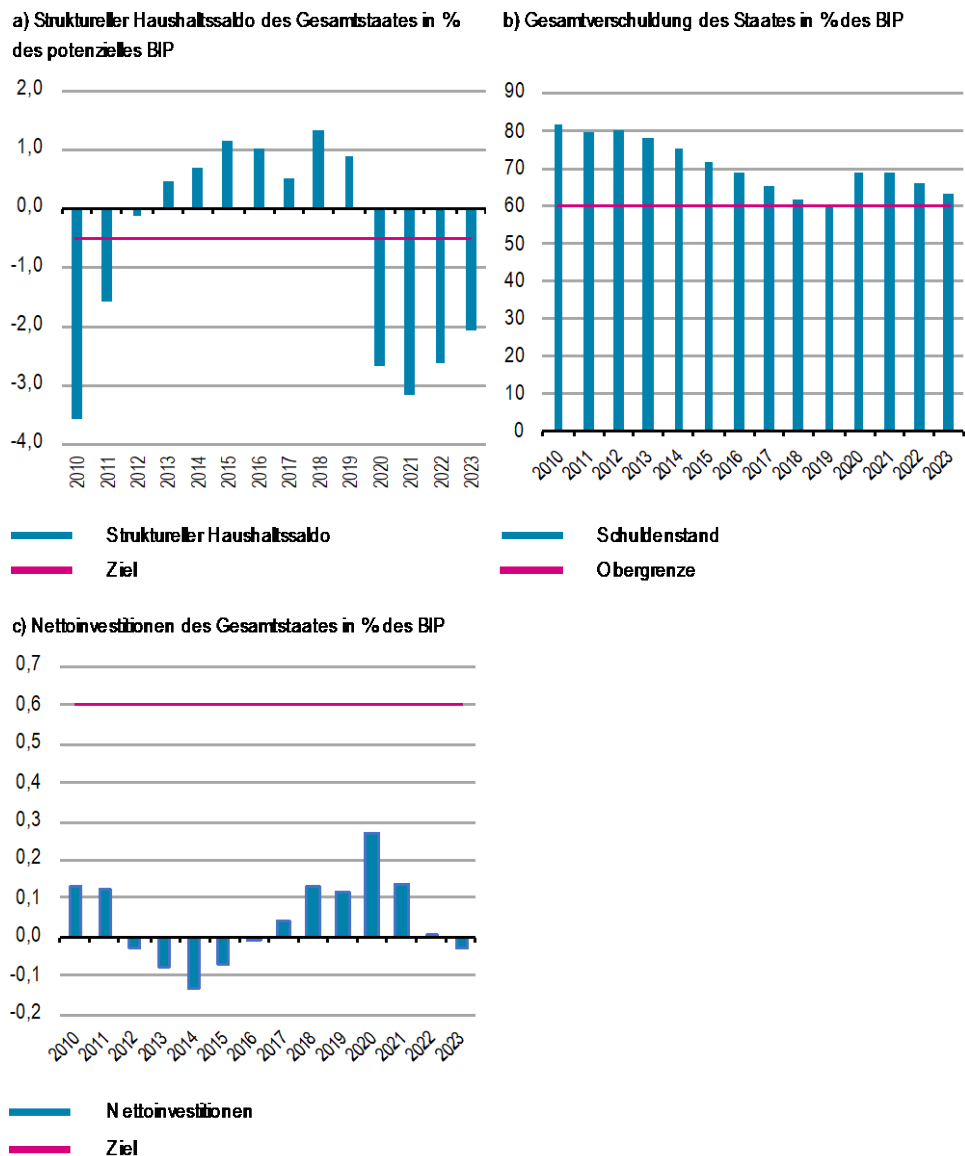 a) Struktureller Haushaltssaldo des Gesamtstaates in %
des potenzielles BIP
2,0
1,0
0,0
-1,0
-2,0
-3,0
-4,0
2010 2011 2012 2013 2014 2015 2016 2017 2018 2019 2020 2021 2022 2023
Struktureller Haushaltssaldo
Ziel
b) Gesamtverschuldung des Staates in % des BIP
90
80
70
60
50
40
30
20
10
0
2010 2011 2012 2013 2014 2015 2016 2017 2018 2019 2020 2021 2022 2023
Schuldenstand
Obergrenze
c) Nettoinvestitionen des Gesamtstaates in % des BIP
0,7
0,6
0,5
0,4
0,3
0,2
0,1
0,0
-0,1
-0,2
2010 2011 2012 2013 2014 2015 2016 2017 2018 2019 2020 2021 2022 2023
Nettoinvestitionen
Ziel